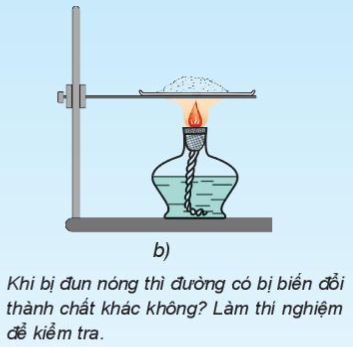 b)
Khi bị đun nóng thì đường có bị biến đổi
thành chất khác không? Làm thí nghiệm
để kiểm tra.